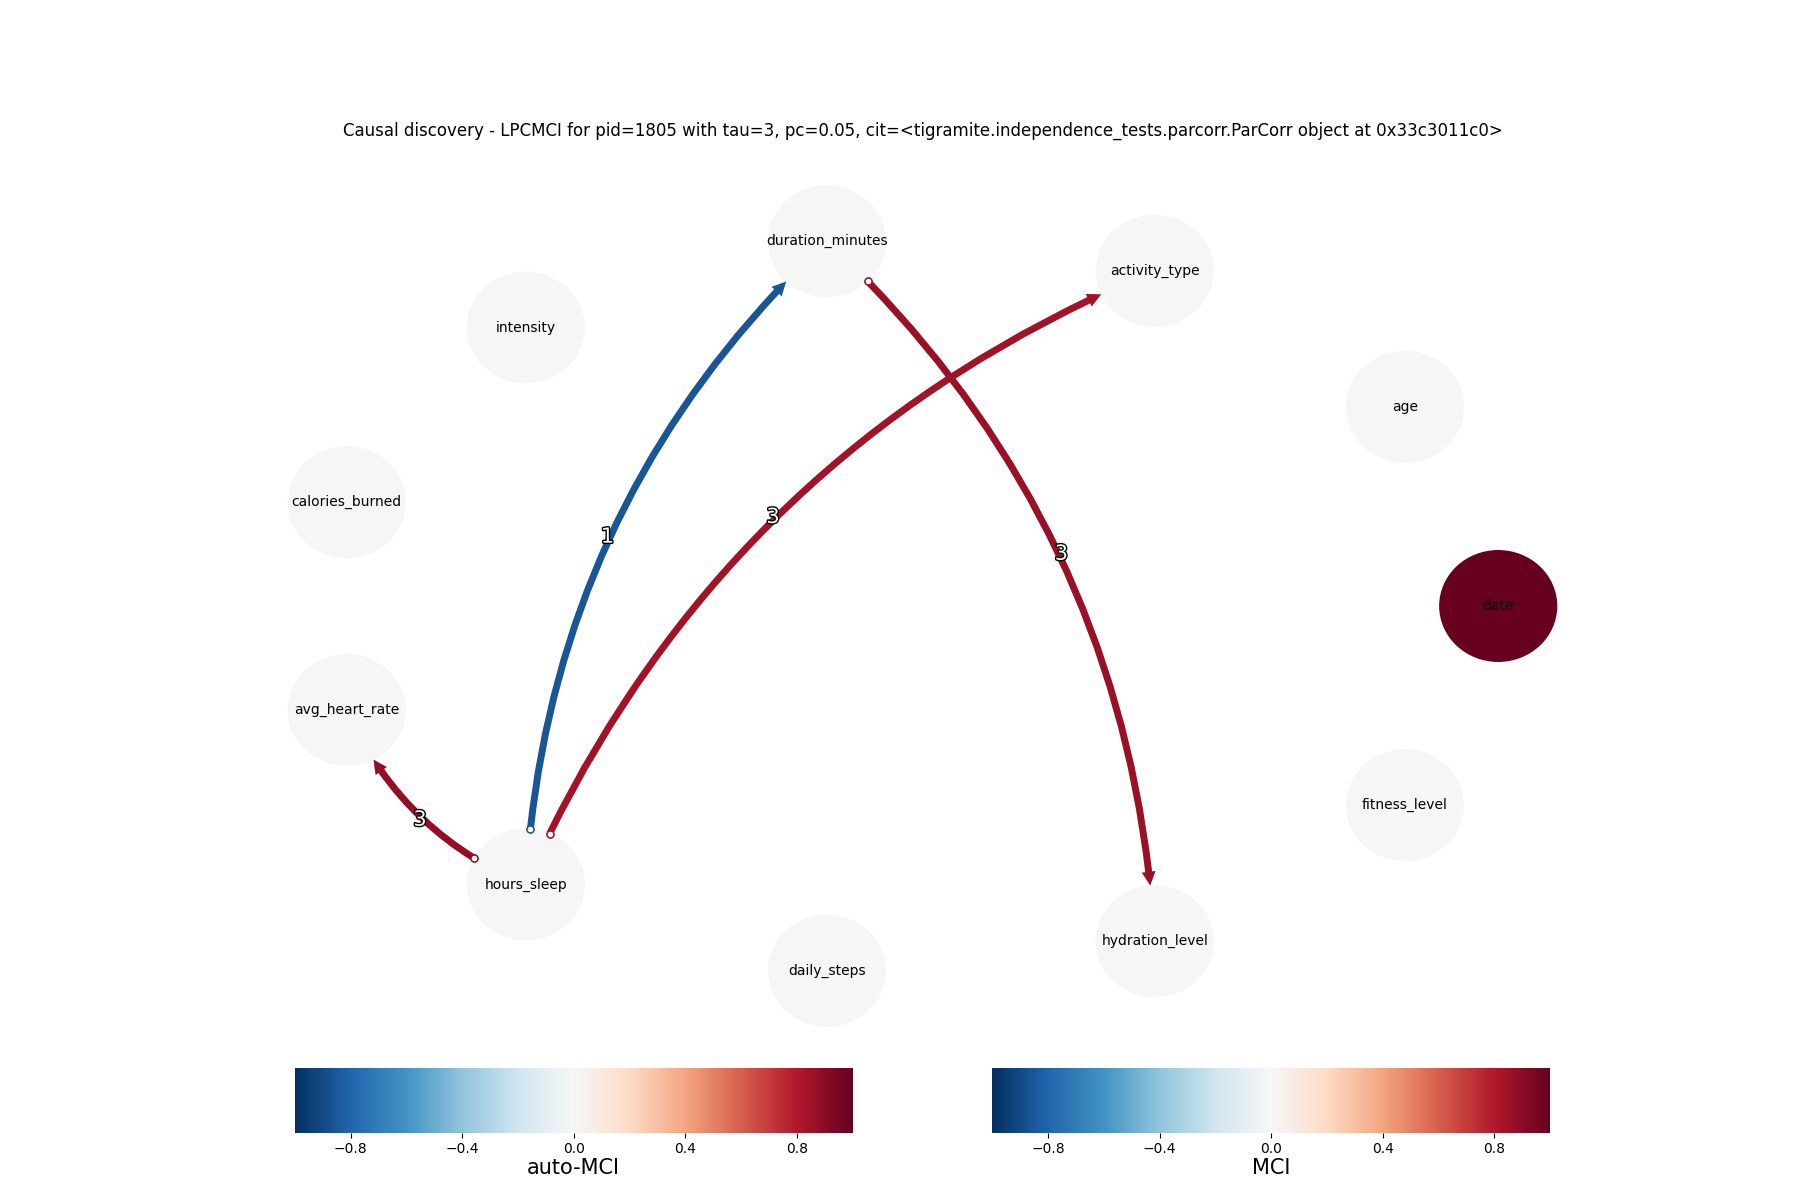 Causal discovery - LPCMCI for pid=1805 with tau=3, pc=0.05, cit=<tigramite.independence_tests.parcorr.ParCorr object at 0x33c3011c0>
duration_minutes
activity_type
intensity
age
calories_burned
3
1
3
date
avg_heart_rate
fitness_level
3
hours_sleep
hydration_level
daily_steps
−0.8 −0.4 0.0 0.4 0.8
auto-MCI
−0.8 −0.4 0.0 0.4 0.8
MCI